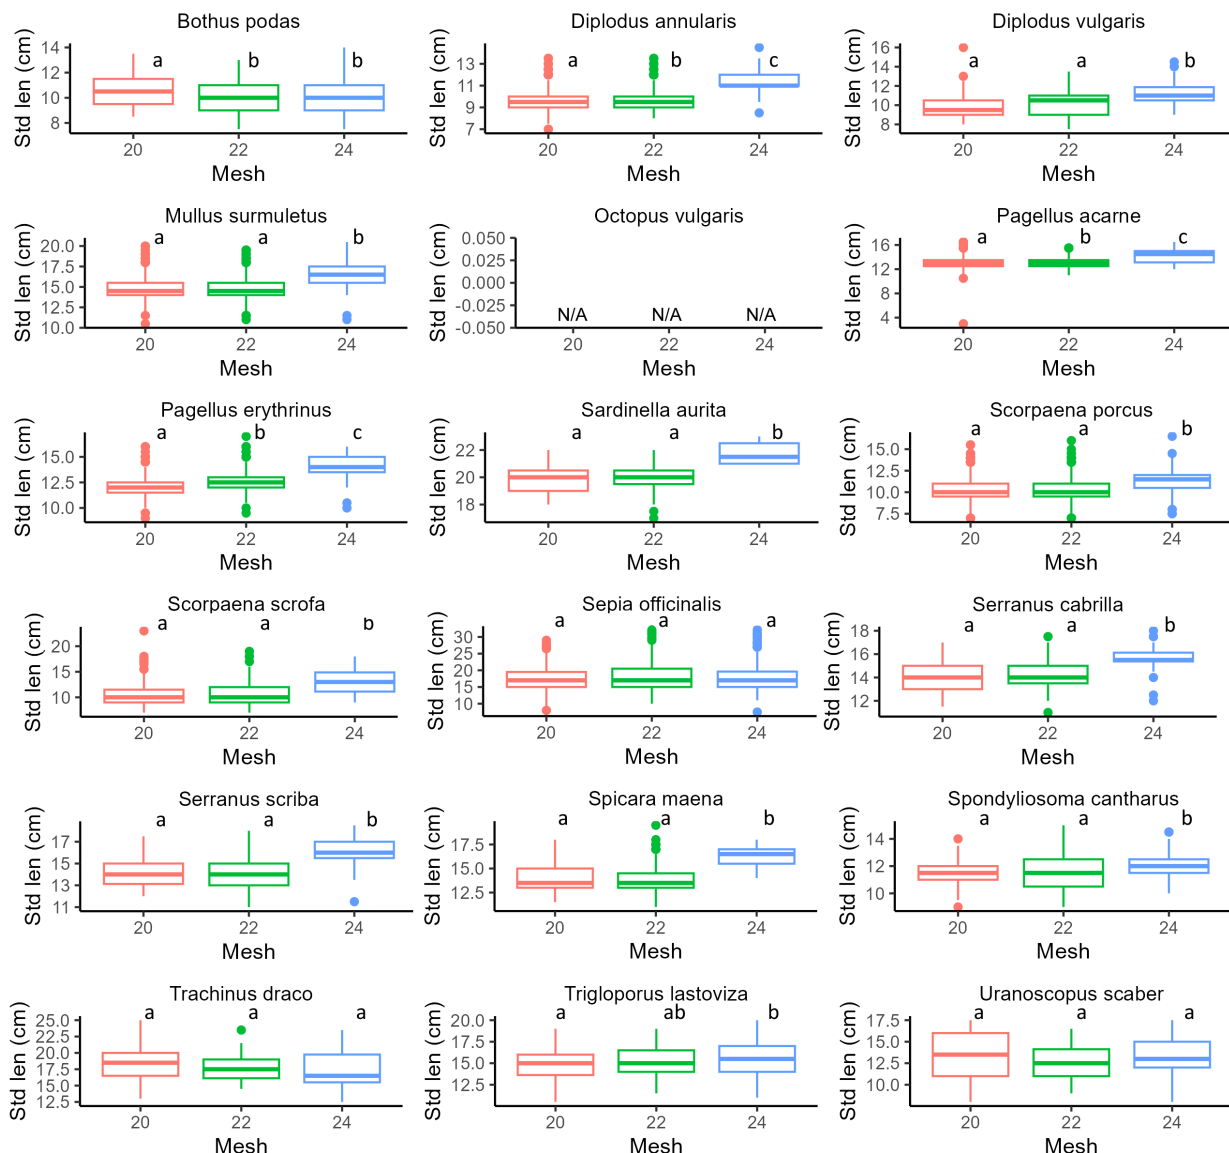 Bothus podas
Std len (cm)
14
12
10
8
a
b
b
20
22
24
Mesh
Diplodus annularis
Std len (cm)
13
11
9
7
a
b
c
20
22
24
Mesh
Diplodus vulgaris
Std len (cm)
16
14
12
10
8
a
a
b
20
22
24
Mesh
Mullus surmuletus
Std len (cm)
20.0
17.5
15.0
12.5
10.0
a
a
b
20
22
24
Mesh
Octopus vulgaris
Std len (cm)
0.050
0.025
0.000
-0.025
-0.050
N/A
N/A
N/A
20
22
24
Mesh
Pagellus acarne
Std len (cm)
16
12
8
4
a
b
c
20
22
24
Mesh
Pagellus erythrinus
Std len (cm)
15.0
12.5
10.0
a
b
c
20
22
24
Mesh
Sardinella aurita
Std len (cm)
22
20
18
a
a
b
20
22
24
Mesh
Scorpaena porcus
Std len (cm)
15.0
12.5
10.0
7.5
a
a
b
20
22
24
Mesh
Scorpaena scrofa
Std len (cm)
20
15
10
a
a
b
20
22
24
Mesh
Sepia officinalis
Std len (cm)
30
25
20
15
10
a
a
a
20
22
24
Mesh
Serranus cabrilla
Std len (cm)
18
16
14
12
a
a
b
20
22
24
Mesh
Serranus scriba
Std len (cm)
17
15
13
11
a
a
b
20
22
24
Mesh
Spicara maena
Std len (cm)
17.5
15.0
12.5
a
a
b
20
22
24
Mesh
Spondyliosoma cantharus
Std len (cm)
14
12
10
a
a
b
20
22
24
Mesh
Trachinus draco
Std len (cm)
25.0
22.5
20.0
17.5
15.0
12.5
a
a
a
20
22
24
Mesh
Trigloporus lastoviza
Std len (cm)
20.0
17.5
15.0
12.5
a
ab
b
20
22
24
Mesh
Uranoscopus scaber
Std len (cm)
17.5
15.0
12.5
10.0
a
a
a
20
22
24
Mesh